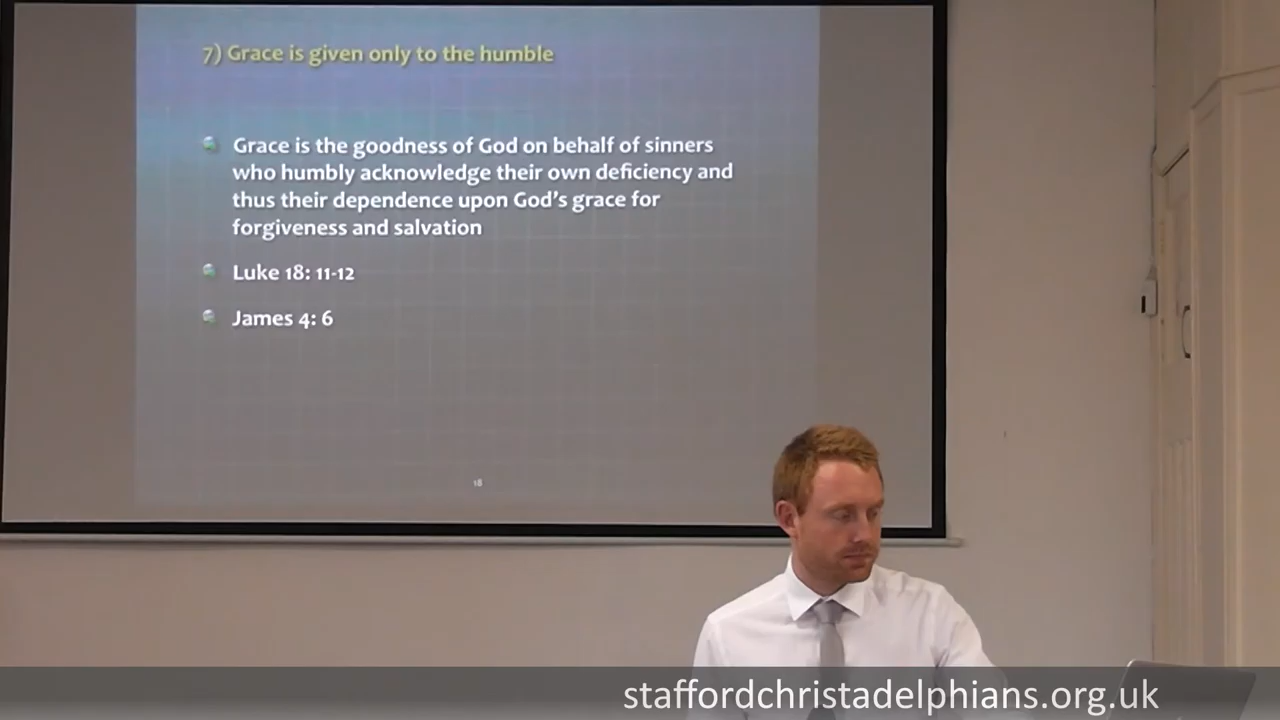 7) Grace is given only to the humble
Grace is the goodness of God on behalf of sinners
who humbly acknowledge their own deficiency and
thus their dependence upon God's grace for
forgiveness and salvation
Luke 18: 11-12
James 4: 6
18
staffordchristadelphians.org.uk